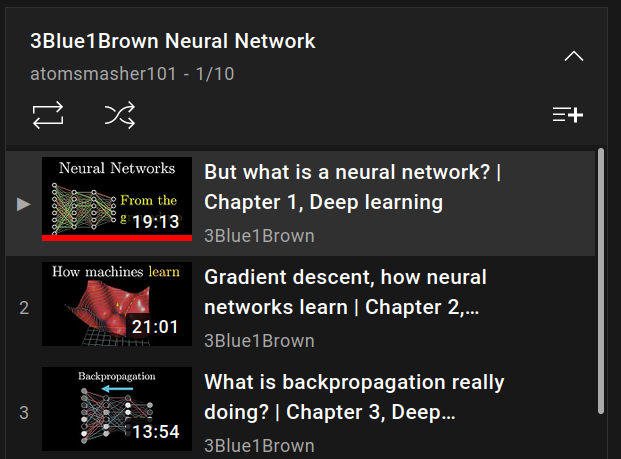 3Blue1Brown Neural Network
atomsmasher101 - 1/10
Neural Networks
From the
19:13
But what is a neural network? |
Chapter 1, Deep learning
3Blue1Brown
2
How machines learn
21:01
Gradient descent, how neural
networks learn | Chapter 2,...
3Blue1Brown
3
Backpropagation
13:54
What is backpropagation really
doing? | Chapter 3, Deep...
3Blue1Brown